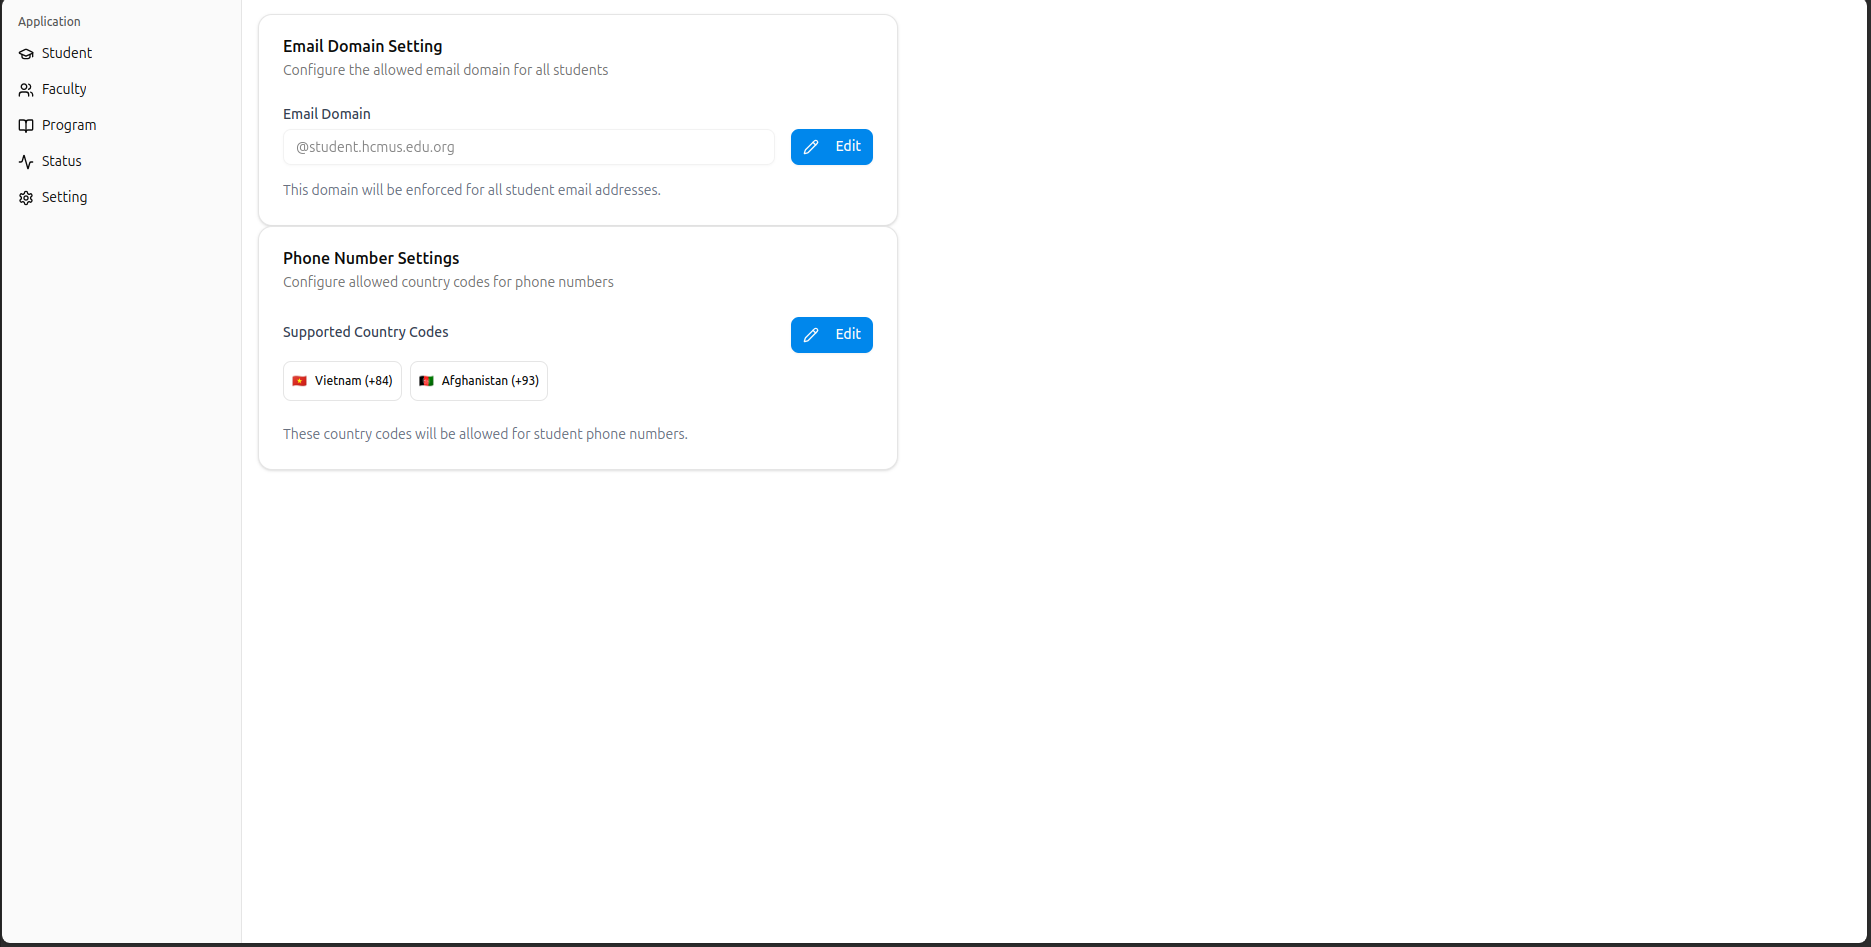 Application
Student
Faculty
Program
Status
Setting
Email Domain Setting
Configure the allowed email domain for all students
Email Domain
@student.hcmus.edu.org
Edit
This domain will be enforced for all student email addresses.
Phone Number Settings
Configure allowed country codes for phone numbers
Supported Country Codes
Edit
Vietnam (+84)
Afghanistan (+93)
These country codes will be allowed for student phone numbers.